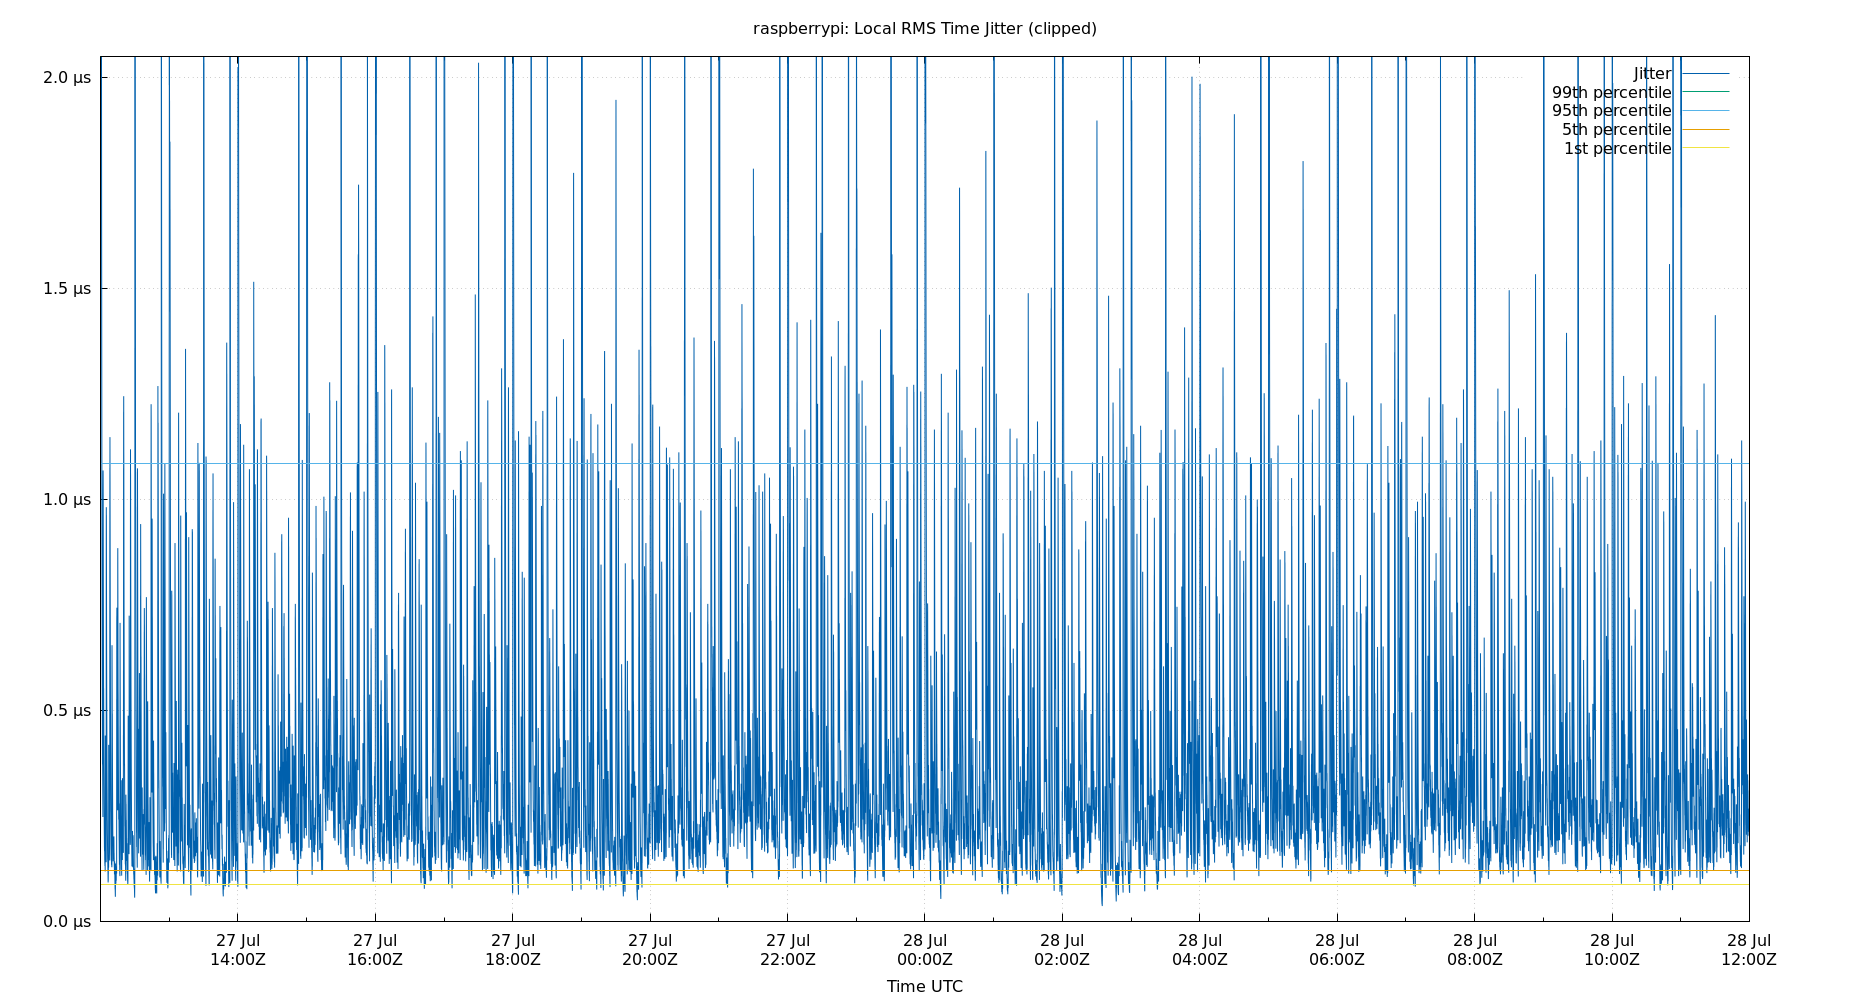 raspberrypi: Local RMS Time Jitter (clipped)
2.0 µs
1.5 µs
1.0 µs
0.5 µs
0.0 µs
Jitter
99th percentile
95th percentile
5th percentile
1st percentile
27 Jul 27 Jul 27 Jul 27 Jul 27 Jul 28 Jul 28 Jul 28 Jul 28 Jul 28 Jul 28 Jul 28 Jul
14:00Z 16:00Z 18:00Z 20:00Z 22:00Z 00:00Z 02:00Z 04:00Z 06:00Z 08:00Z 10:00Z 12:00Z
Time UTC